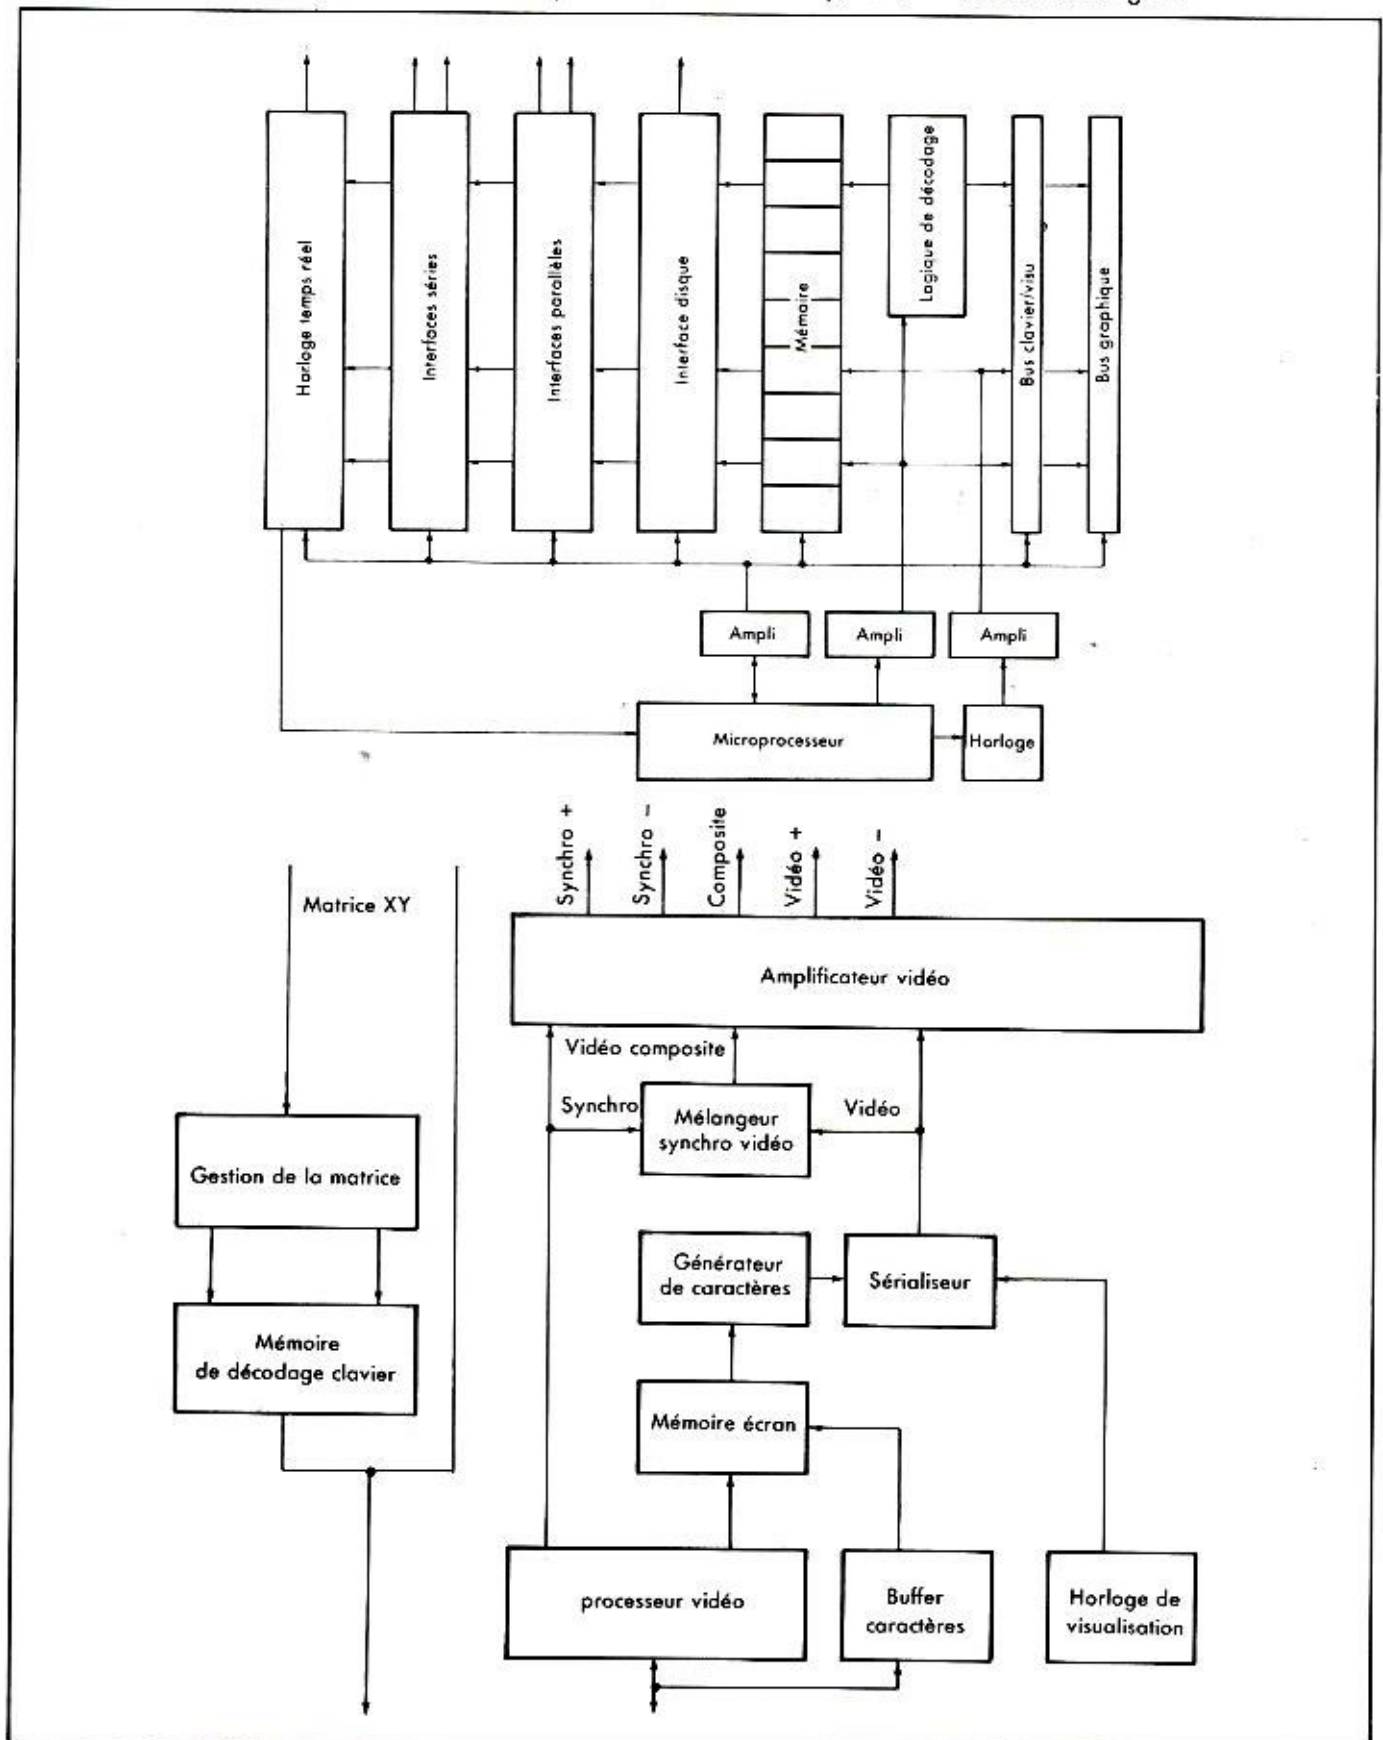 Horloge temps réel
Interfaces séries
Interfaces parallèles
Interface disque
Mémoire
Logique de décodage
Bus clavier/visu
Bus graphique
Ampli
Ampli
Ampli
Microprocesseur
Horloge
Synchro +
Synchro –
Composite
Vidéo +
Vidéo –
Matrice XY
Amplificateur vidéo
Vidéo composite
Synchro
Mélangeur
synchro vidéo
Vidéo
Gestion de la matrice
Générateur
de caractères
Sérialiseur
Mémoire
de décodage clavier
Mémoire écran
processeur vidéo
Buffer
caractères
Horloge de
visualisation